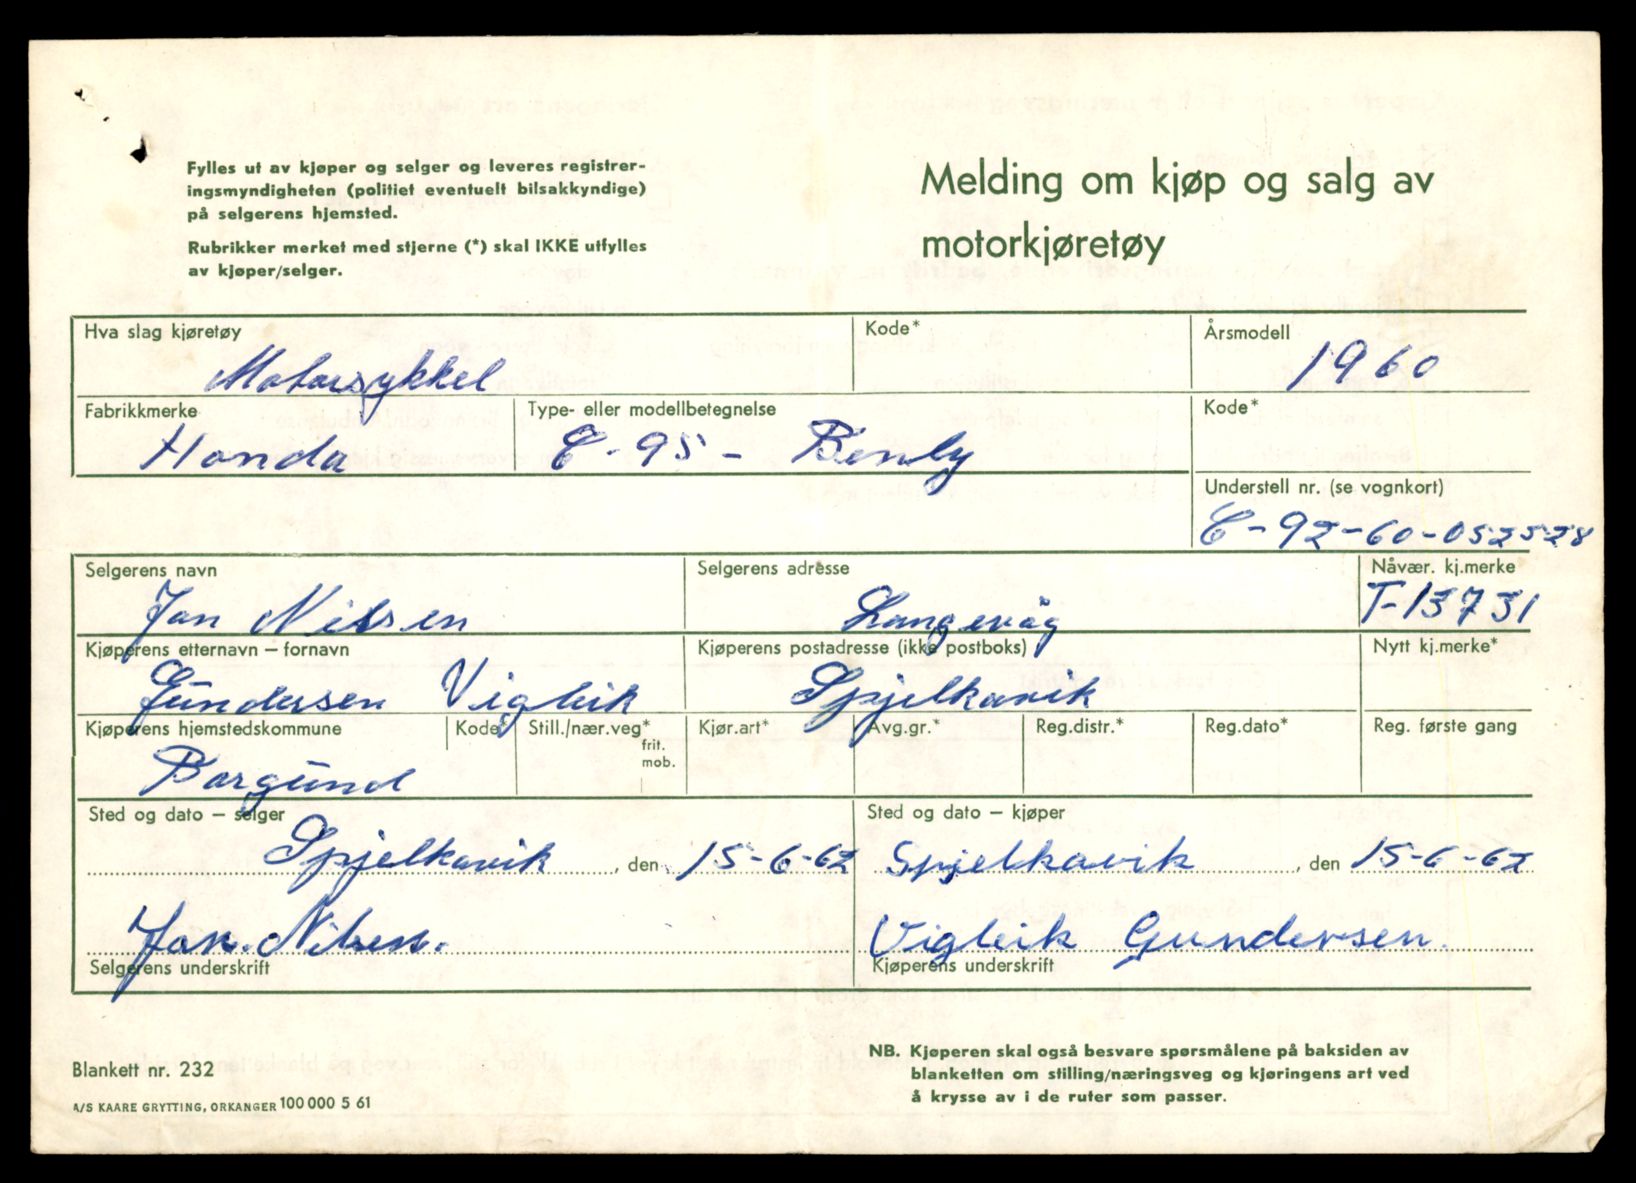 Fylles ut av kjøper og selger og leveres registrer-
ingsmyndigheten (politiet eventuelt bilsakkyndige)
på selgerens hjemsted.
Rubrikker merket med stjerne (*) skal IKKE utfylles
av kjøper/selger.
Melding om kjøp og salg av
motorkjøretøy
Hva slag kjøretøy
Kode*
Årsmodell
Motorsykkel
1960
Fabrikkmerke
Type- eller modellbetegnelse
Kode*
Honda
C-95- Benly
Understell nr. (se vognkort)
C-92-60-052528
Selgerens navn
Selgerens adresse
Nåvær. kj.merke
Jan Nilsen
Langevåg
T-13731
Kjøperens etternavn – fornavn
Kjøperens postadresse (ikke postboks)
Nytt kj.merke*
Gundersen Vigleik
Spjelkavik
Kjøperens hjemstedskommune
Kode
Still./nær.veg*
frit.
mob.
Kjør.art*
Avg.gr.*
Reg.distr.*
Reg.dato*
Reg. første gang
Borgund
Sted og dato – selger
Sted og dato – kjøper
Spjelkavik, den 15-6-62
Spjelkavik, den 15-6-62
Jan. Nilsen.
Vigleik Gundersen.
Selgerens underskrift
Kjøperens underskrift
Blankett nr. 232
A/S KAARE GRYTTING, ORKANGER 100 000 5 61
NB. Kjøperen skal også besvare spørsmålene på baksiden av
blanketten om stilling/næringsveg og kjøringens art ved
å krysse av i de ruter som passer.